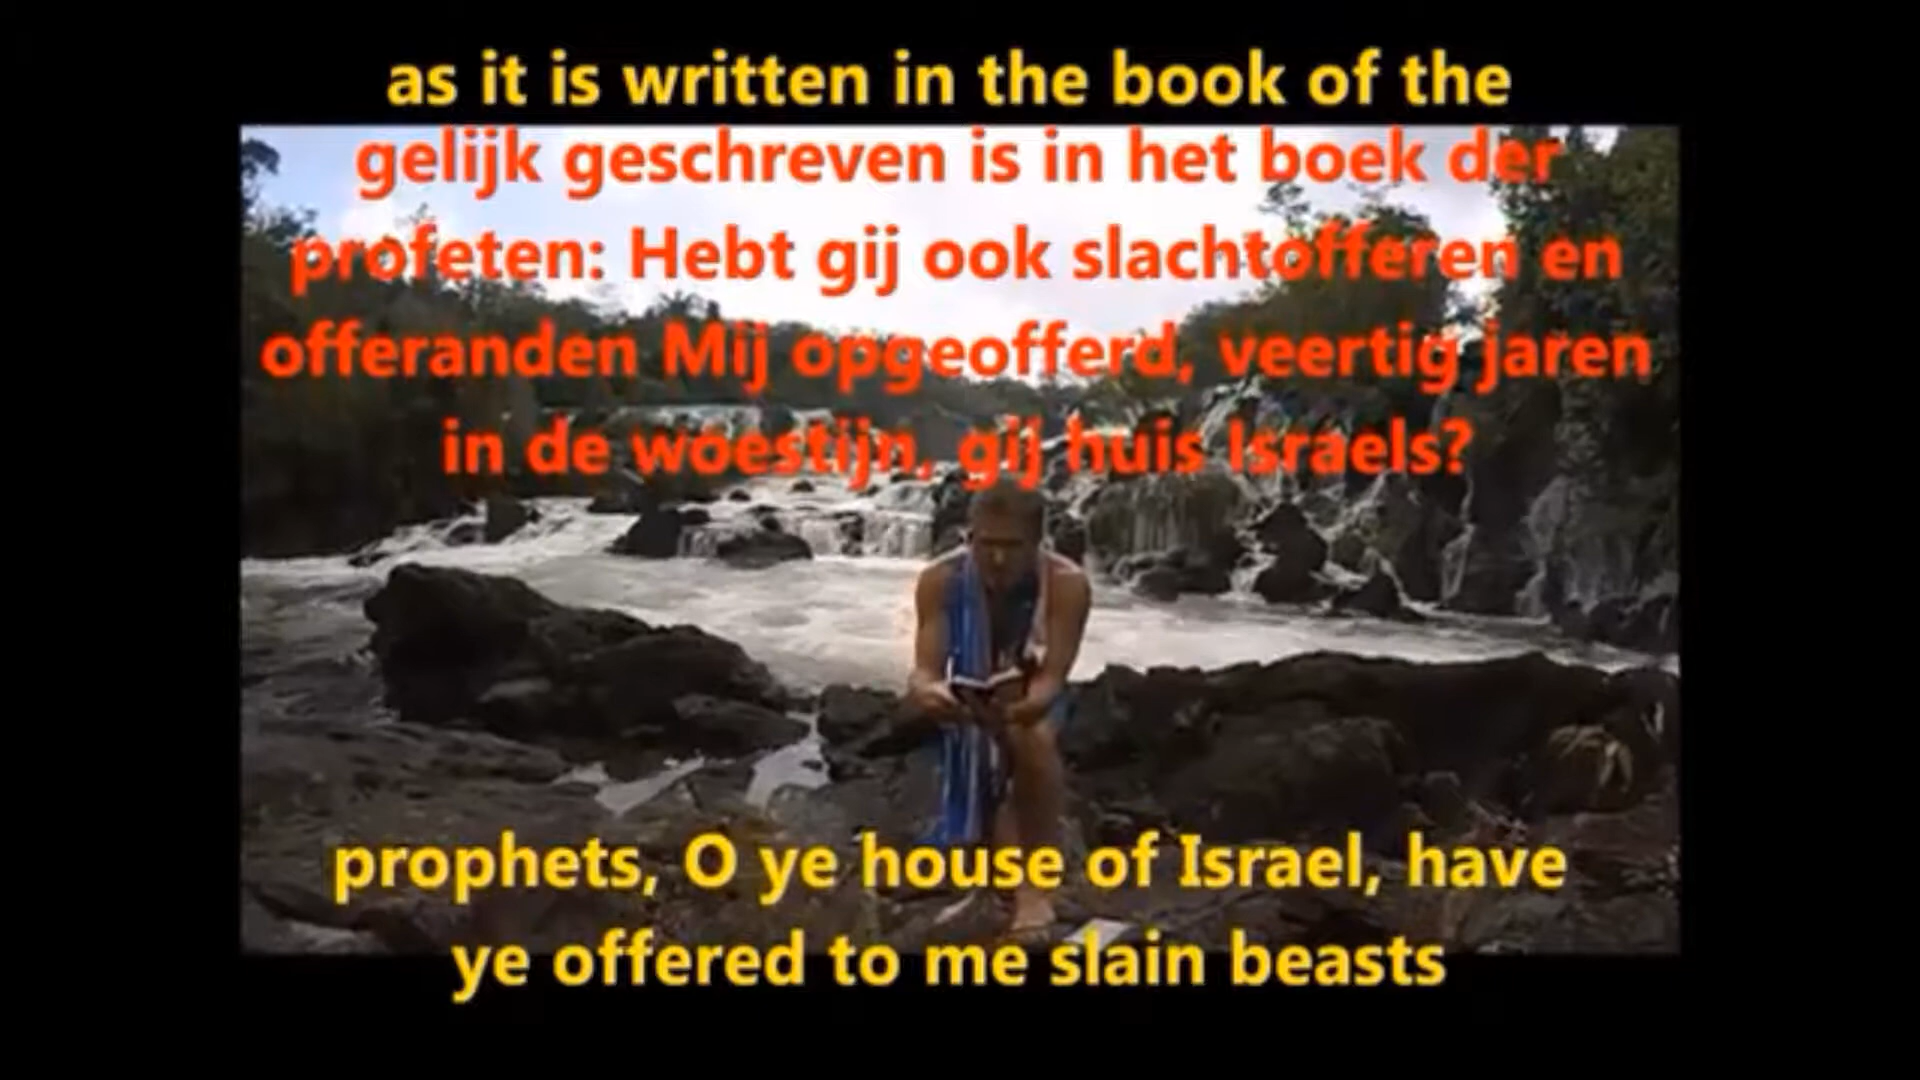 as it is written in the book of the
gelijk geschreven is in het boek der
profeten: Hebt gij ook slachtofferen en
offeranden Mij opgeofferd, veertig jaren
in de woestijn, gij huis Israels?
prophets, O ye house of Israel, have
ye offered to me slain beasts